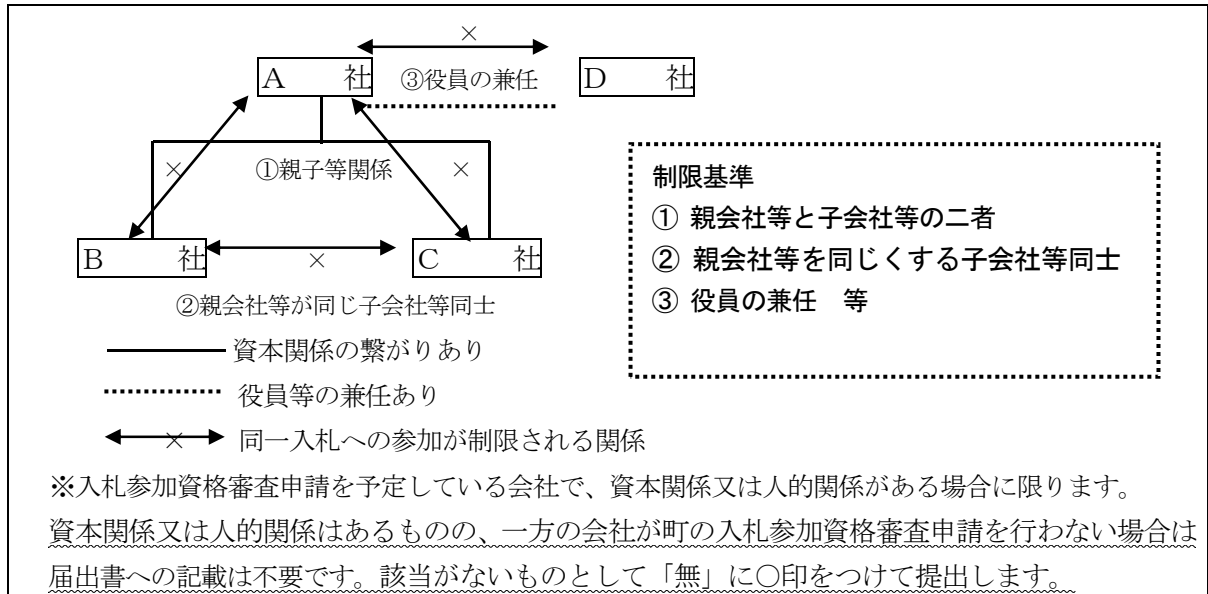 ×
A 社 ③役員の兼任 D 社
× ①親子等関係 ×
B 社 × C 社
②親会社等が同じ子会社等同士
制限基準
① 親会社等と子会社等の二者
② 親会社等を同じくする子会社等同士
③ 役員の兼任 等
資本関係の繋がりあり
役員等の兼任あり
× 同一入札への参加が制限される関係
※入札参加資格審査申請を予定している会社で、資本関係又は人的関係がある場合に限ります。
資本関係又は人的関係はあるものの、一方の会社が町の入札参加資格審査申請を行わない場合は
届出書への記載は不要です。該当がないものとして「無」に○印をつけて提出します。